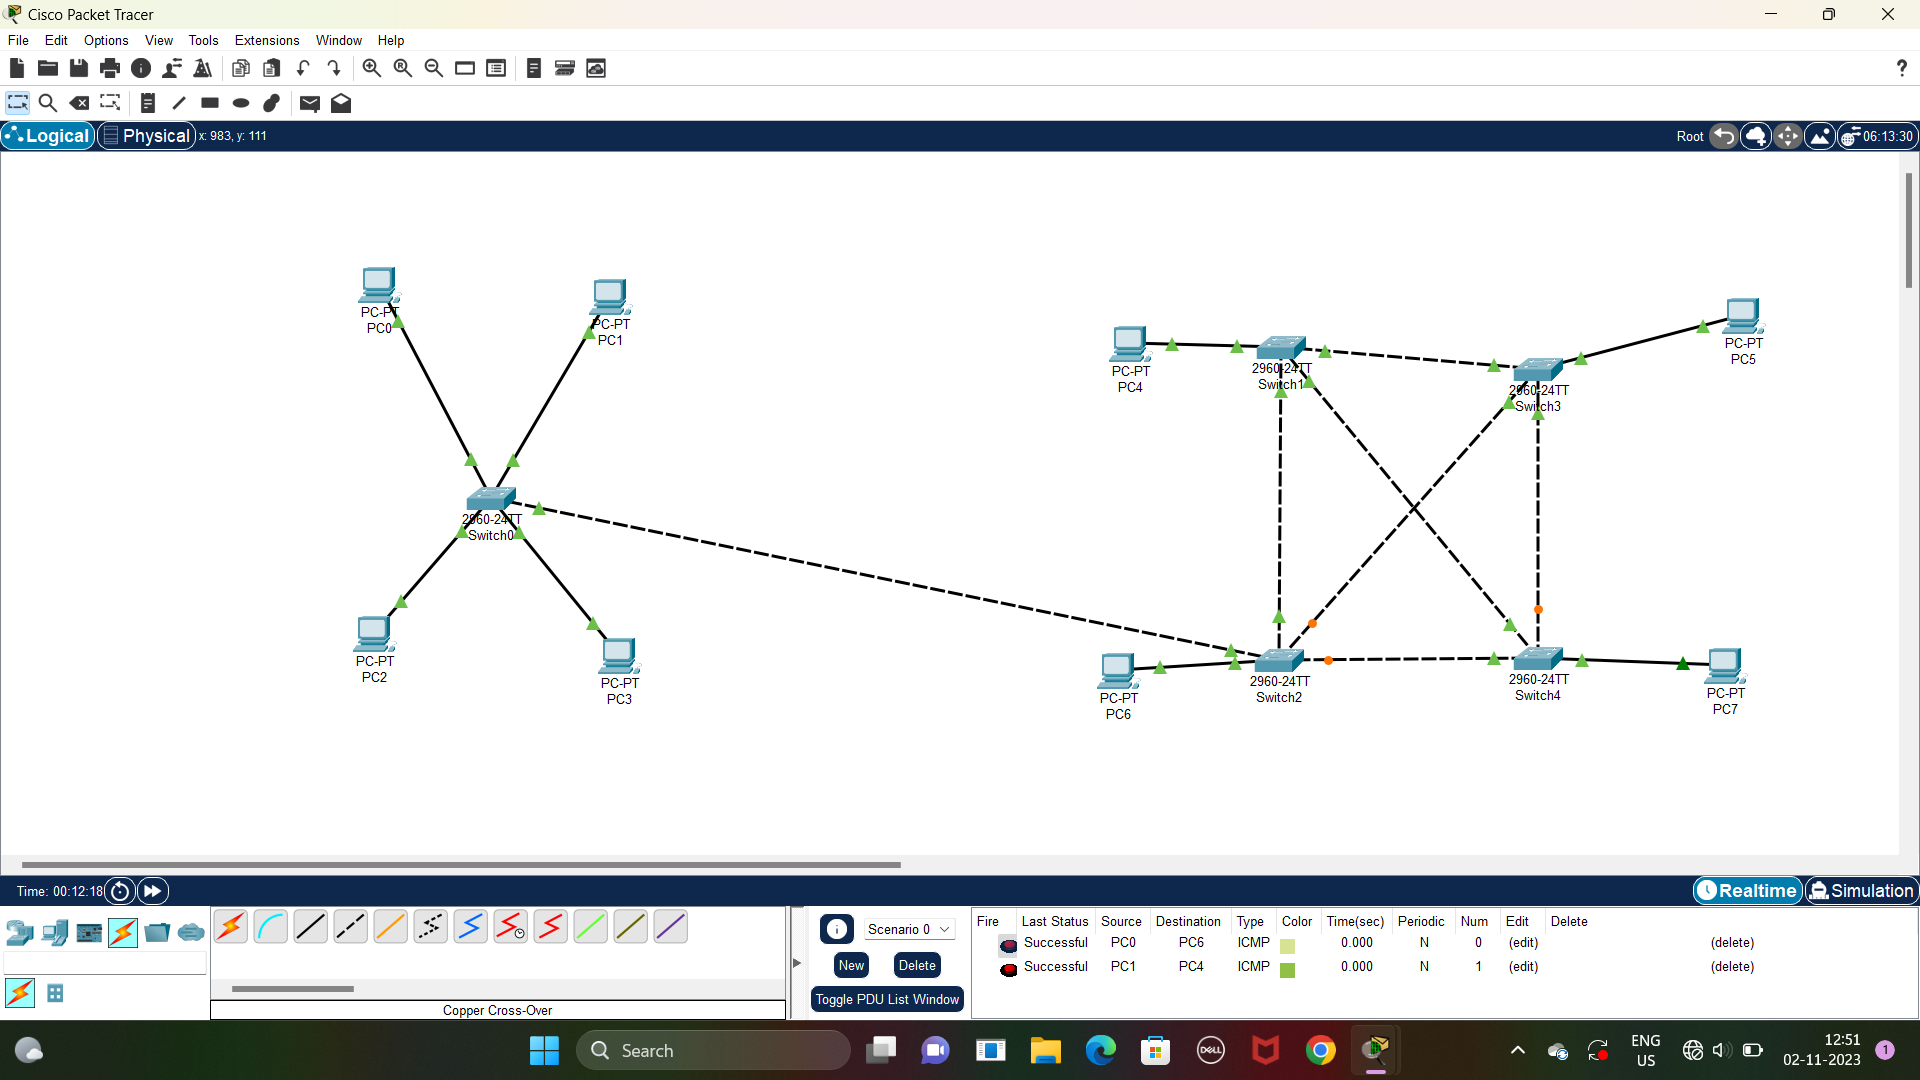 Cisco Packet Tracer
File Edit Options View Tools Extensions Window Help
?
Logical Physical x: 983, y: 111 Root 06:13:30
PC-PT
PC0
PC-PT
PC1
PC-PT
PC4
2960-24TT
Switch1
2960-24TT
Switch3
PC-PT
PC5
2960-24TT
Switch0
PC-PT
PC2
PC-PT
PC3
PC-PT
PC6
2960-24TT
Switch2
2960-24TT
Switch4
PC-PT
PC7
Time: 00:12:18 Realtime Simulation
Scenario 0
New Delete
Toggle PDU List Window
Fire Last Status Source Destination Type Color Time(sec) Periodic Num Edit Delete
Successful PC0 PC6 ICMP 0.000 N 0 (edit) (delete)
Successful PC1 PC4 ICMP 0.000 N 1 (edit) (delete)
Copper Cross-Over
Search
DELL
ENG
US
12:51
02-11-2023
1